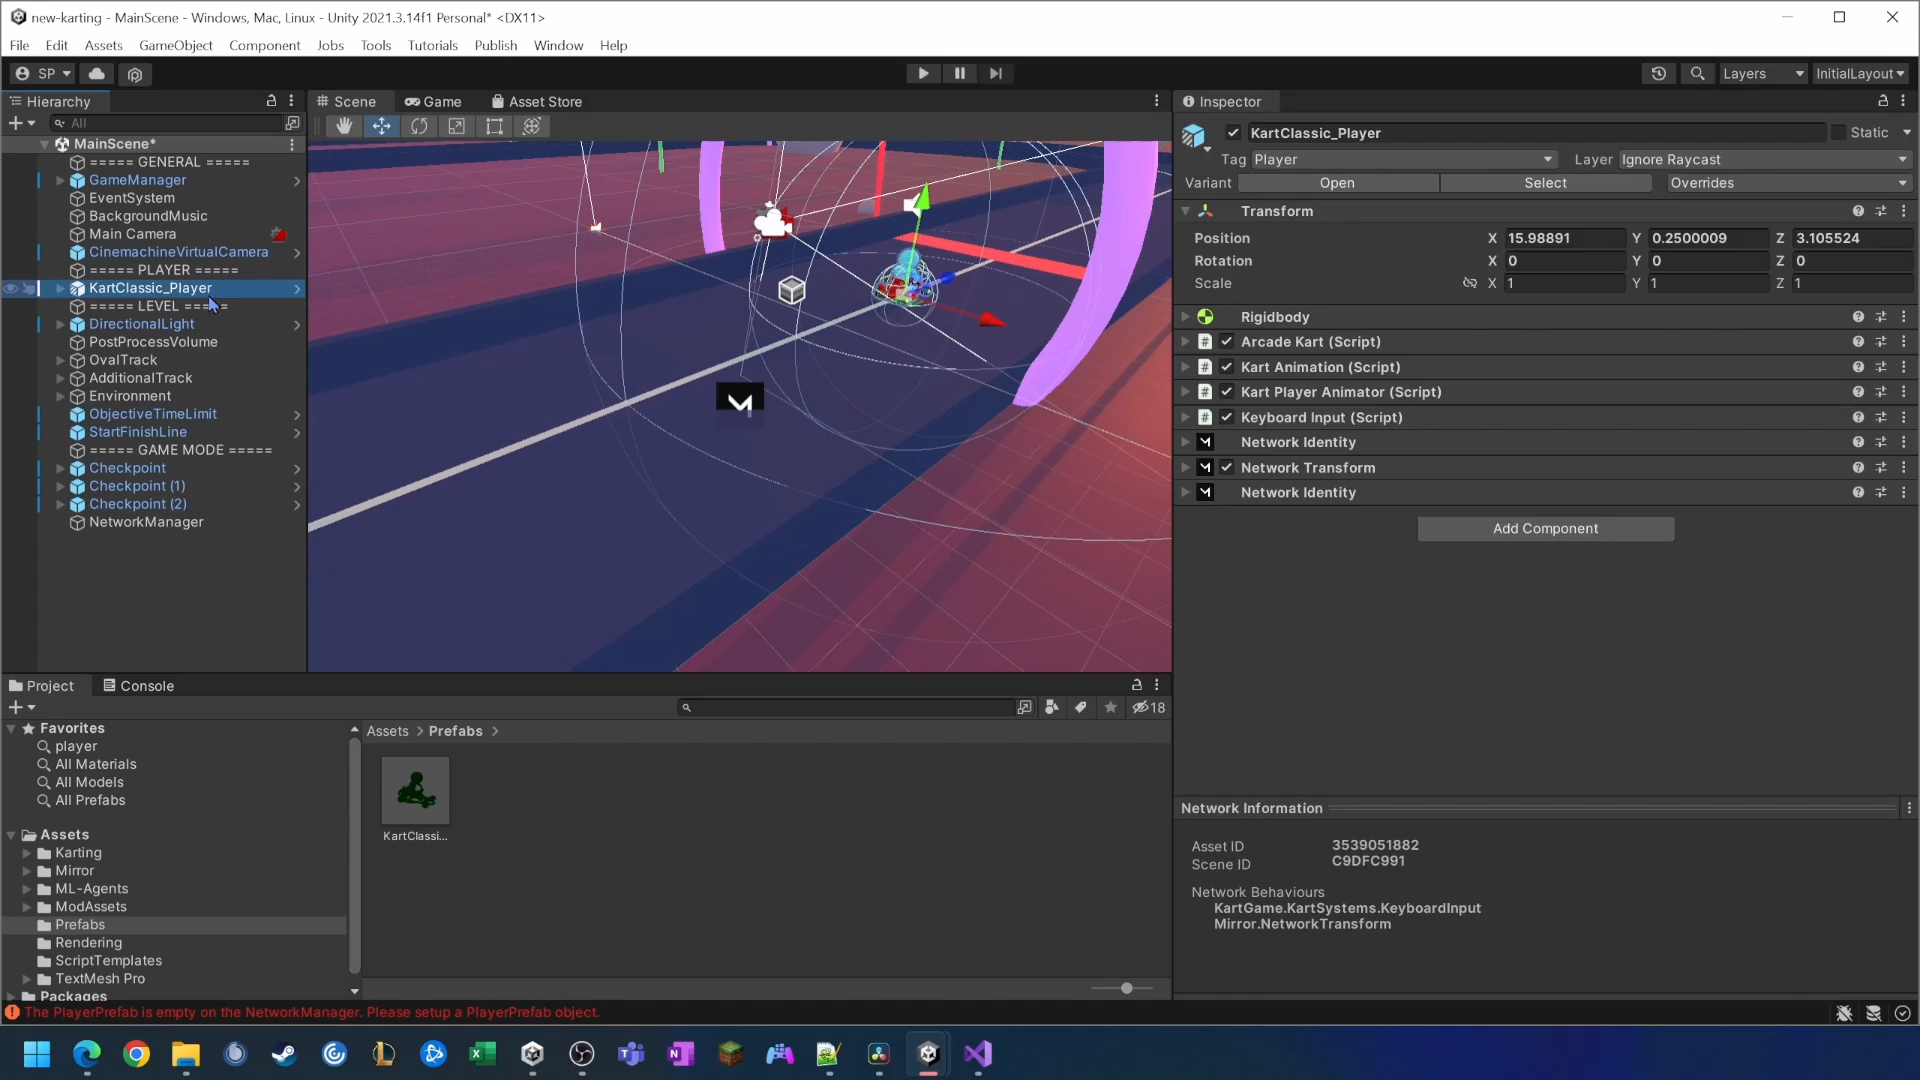 new-karting - MainScene - Windows, Mac, Linux - Unity 2021.3.14f1 Personal* <DX11>
File Edit Assets GameObject Component Jobs Tools Tutorials Publish Window Help
SP Layers InitialLayout
Hierarchy
All
MainScene*
===== GENERAL =====
GameManager
EventSystem
BackgroundMusic
Main Camera
CinemachineVirtualCamera
===== PLAYER =====
KartClassic_Player
===== LEVEL =====
DirectionalLight
PostProcessVolume
OvalTrack
AdditionalTrack
Environment
ObjectiveTimeLimit
StartFinishLine
===== GAME MODE =====
Checkpoint
Checkpoint (1)
Checkpoint (2)
NetworkManager
Scene Game Asset Store
Inspector
KartClassic_Player Static
Tag Player Layer Ignore Raycast
Variant Open Select Overrides
Transform
Position X 15.98891 Y 0.2500009 Z 3.105524
Rotation X 0 Y 0 Z 0
Scale X 1 Y 1 Z 1
Rigidbody
Arcade Kart (Script)
Kart Animation (Script)
Kart Player Animator (Script)
Keyboard Input (Script)
Network Identity
Network Transform
Network Identity
Add Component
Network Information
Asset ID 3539051882
Scene ID C9DFC991
Network Behaviours
KartGame.KartSystems.KeyboardInput
Mirror.NetworkTransform
Project Console
18
Favorites
player
All Materials
All Models
All Prefabs
Assets
Karting
Mirror
ML-Agents
ModAssets
Prefabs
Rendering
ScriptTemplates
TextMesh Pro
Packages
Assets > Prefabs >
KartClassi...
The PlayerPrefab is empty on the NetworkManager. Please setup a PlayerPrefab object.